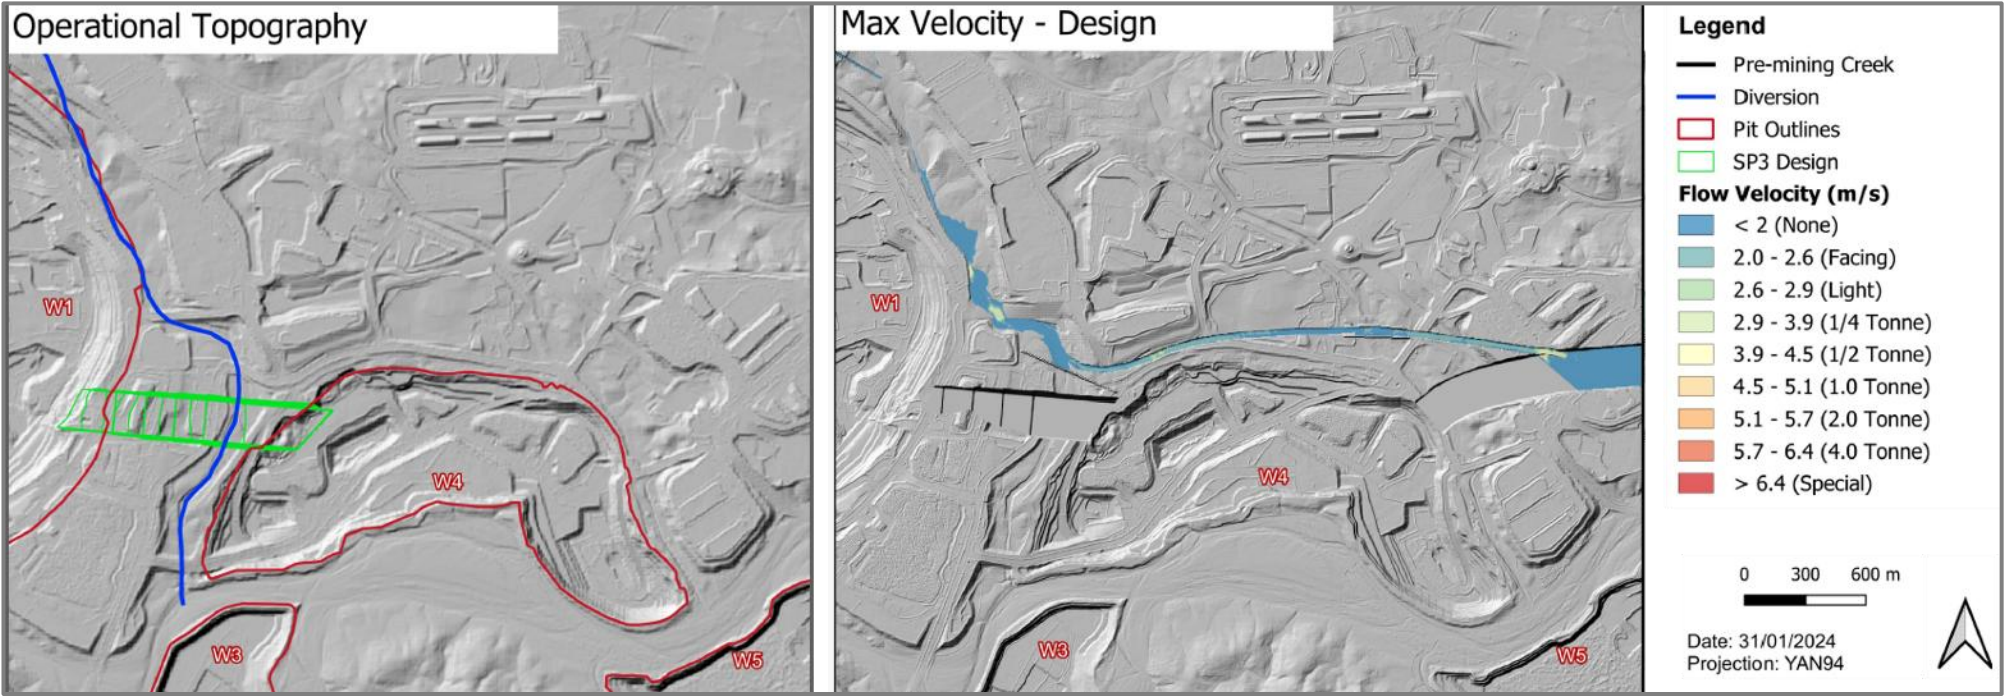 Operational Topography
W1
W4
W3
W5
Max Velocity - Design
W1
W4
W3
W5
Legend
Pre-mining Creek
Diversion
Pit Outlines
SP3 Design
Flow Velocity (m/s)
< 2 (None)
2.0 - 2.6 (Facing)
2.6 - 2.9 (Light)
2.9 - 3.9 (1/4 Tonne)
3.9 - 4.5 (1/2 Tonne)
4.5 - 5.1 (1.0 Tonne)
5.1 - 5.7 (2.0 Tonne)
5.7 - 6.4 (4.0 Tonne)
> 6.4 (Special)
0 300 600 m
Date: 31/01/2024
Projection: YAN94